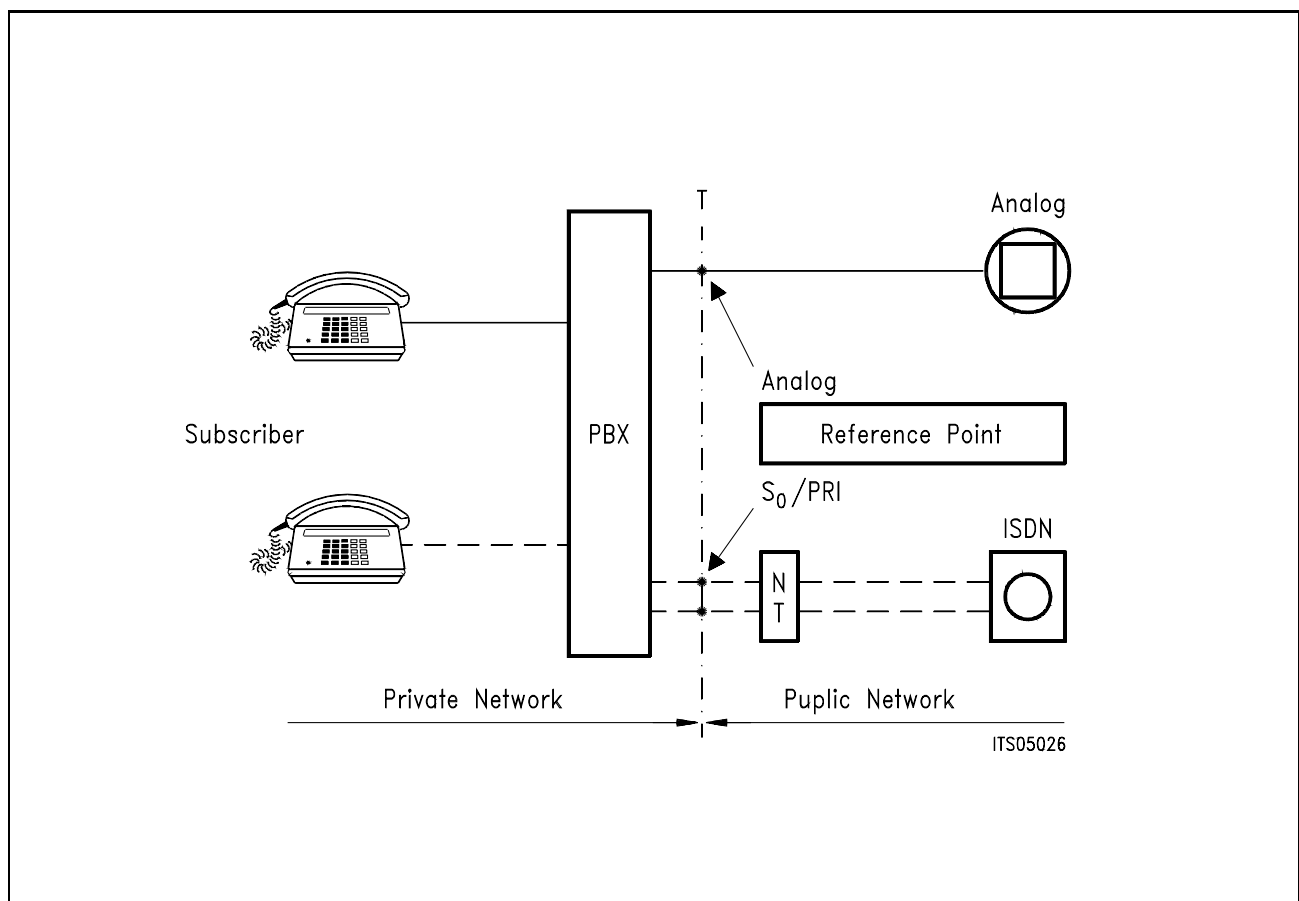 T
Analog
Analog
Subscriber
PBX
Reference Point
S0/PRI
ISDN
N
T
Private Network
Puplic Network
ITS05026